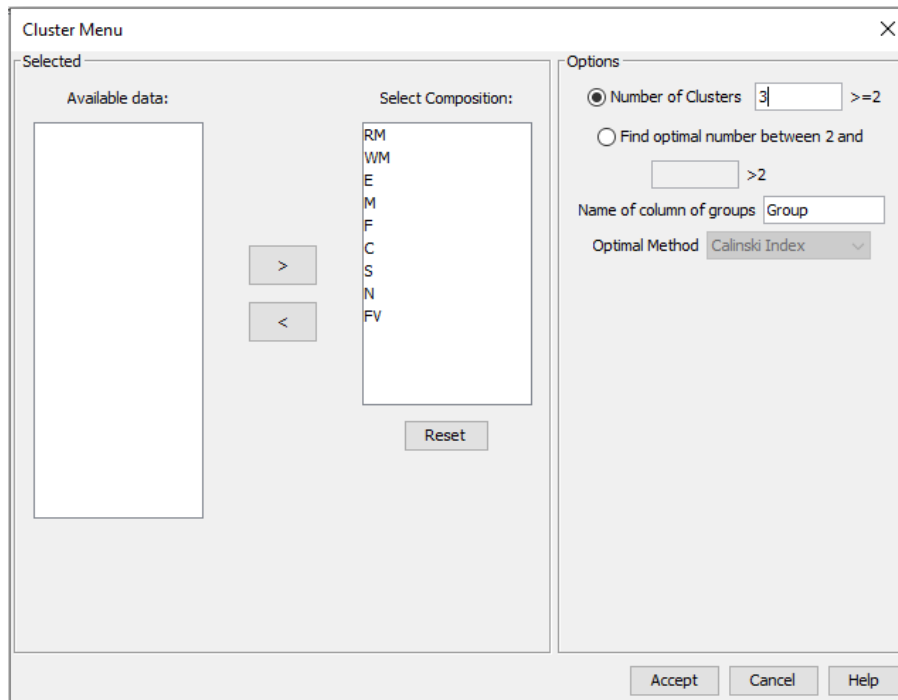 Cluster Menu
Selected
Available data:
Select Composition:
RM
WM
E
M
F
C
S
N
FV
>
<
Reset
Options
Number of Clusters 3 >=2
Find optimal number between 2 and
>2
Name of column of groups Group
Optimal Method Calinski Index
Accept Cancel Help